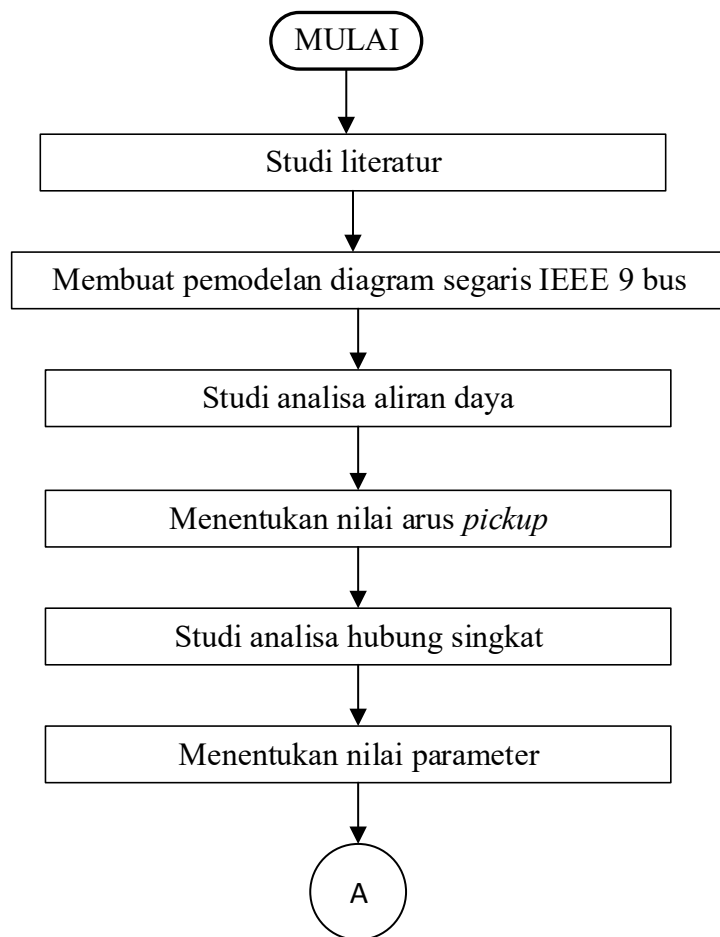 MULAI
Studi literatur
Membuat pemodelan diagram segaris IEEE 9 bus
Studi analisa aliran daya
Menentukan nilai arus pickup
Studi analisa hubung singkat
Menentukan nilai parameter
A